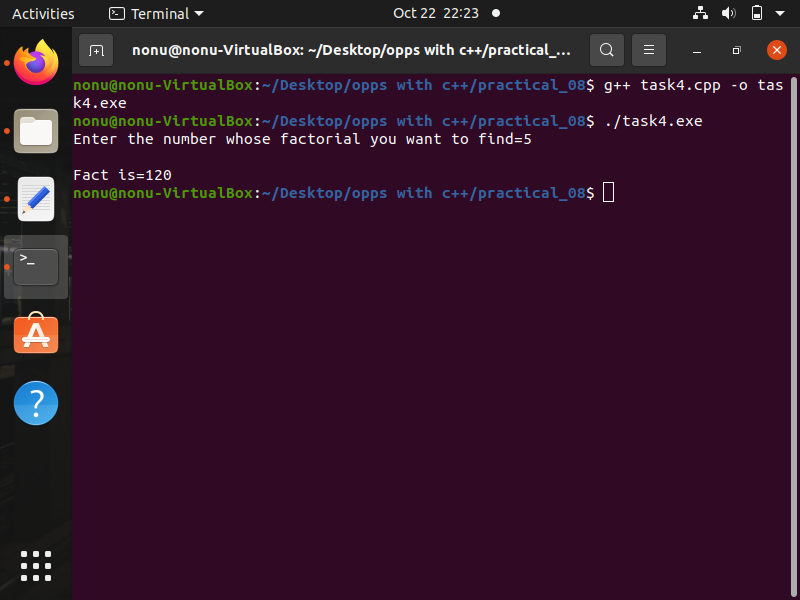 Activities Terminal Oct 22 22:23
nonu@nonu-VirtualBox: ~/Desktop/opps with c++/practical_...
nonu@nonu-VirtualBox:~/Desktop/opps with c++/practical_08$ g++ task4.cpp -o tas
k4.exe
nonu@nonu-VirtualBox:~/Desktop/opps with c++/practical_08$ ./task4.exe
Enter the number whose factorial you want to find=5
Fact is=120
nonu@nonu-VirtualBox:~/Desktop/opps with c++/practical_08$